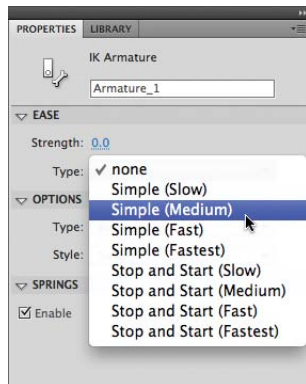 PROPERTIES LIBRARY
IK Armature
Armature_1
EASE
Strength: 0.0
Type: none
Simple (Slow)
Simple (Medium)
OPTIONS
Type: Simple (Fast)
Simple (Fastest)
Style: Stop and Start (Slow)
Stop and Start (Medium)
SPRINGS
Enable Stop and Start (Fast)
Stop and Start (Fastest)